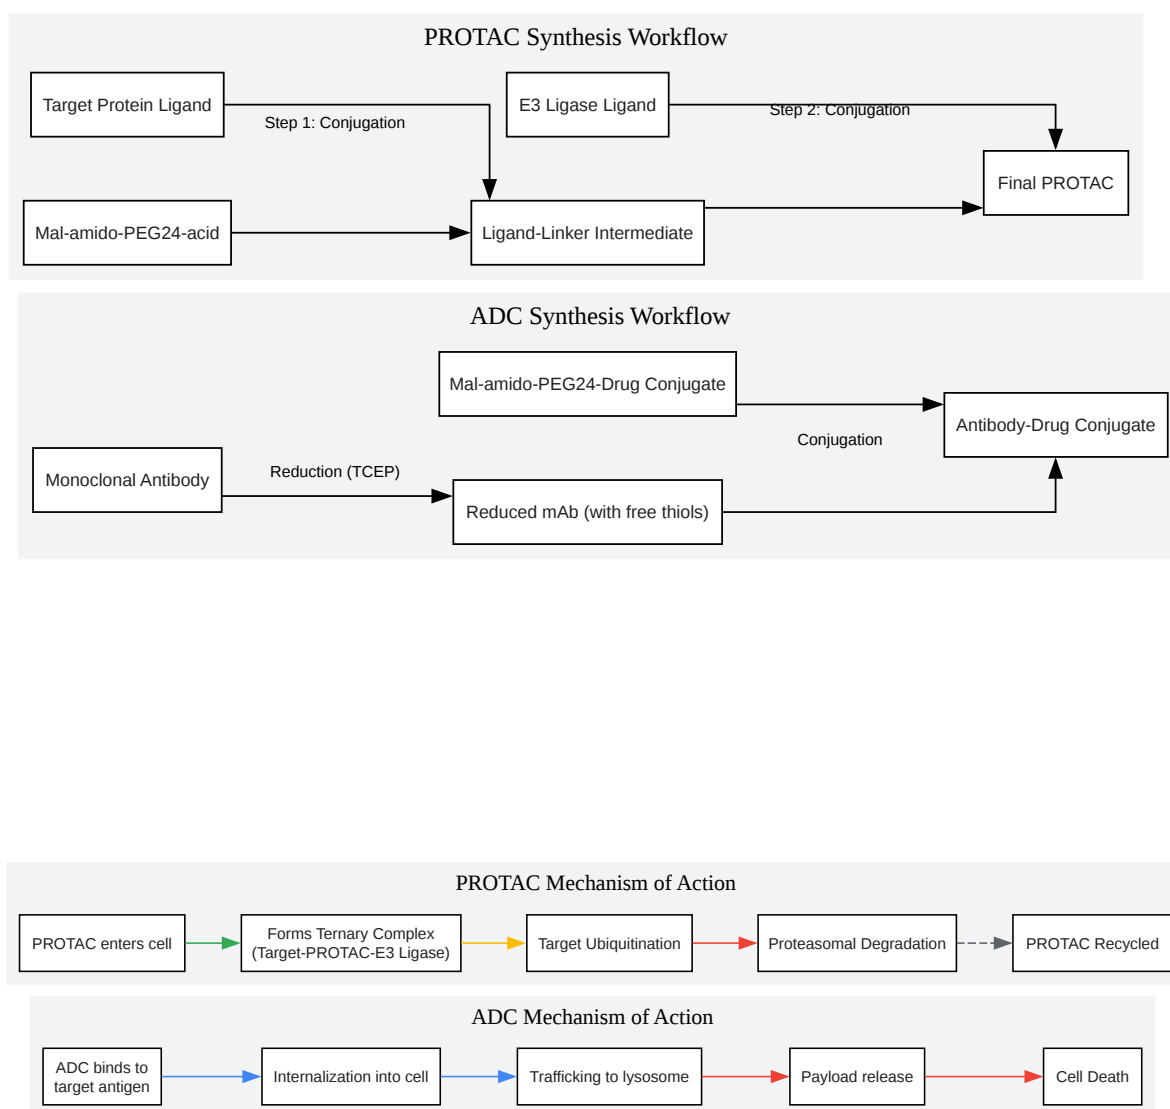 PROTAC Synthesis Workflow
Target Protein Ligand
E3 Ligase Ligand
Step 1: Conjugation
Step 2: Conjugation
Final PROTAC
Mal-amido-PEG24-acid
Ligand-Linker Intermediate
ADC Synthesis Workflow
Mal-amido-PEG24-Drug Conjugate
Antibody-Drug Conjugate
Conjugation
Monoclonal Antibody
Reduction (TCEP)
Reduced mAb (with free thiols)
PROTAC Mechanism of Action
PROTAC enters cell
Forms Ternary Complex
(Target-PROTAC-E3 Ligase)
Target Ubiquitination
Proteasomal Degradation
PROTAC Recycled
ADC Mechanism of Action
ADC binds to
target antigen
Internalization into cell
Trafficking to lysosome
Payload release
Cell Death